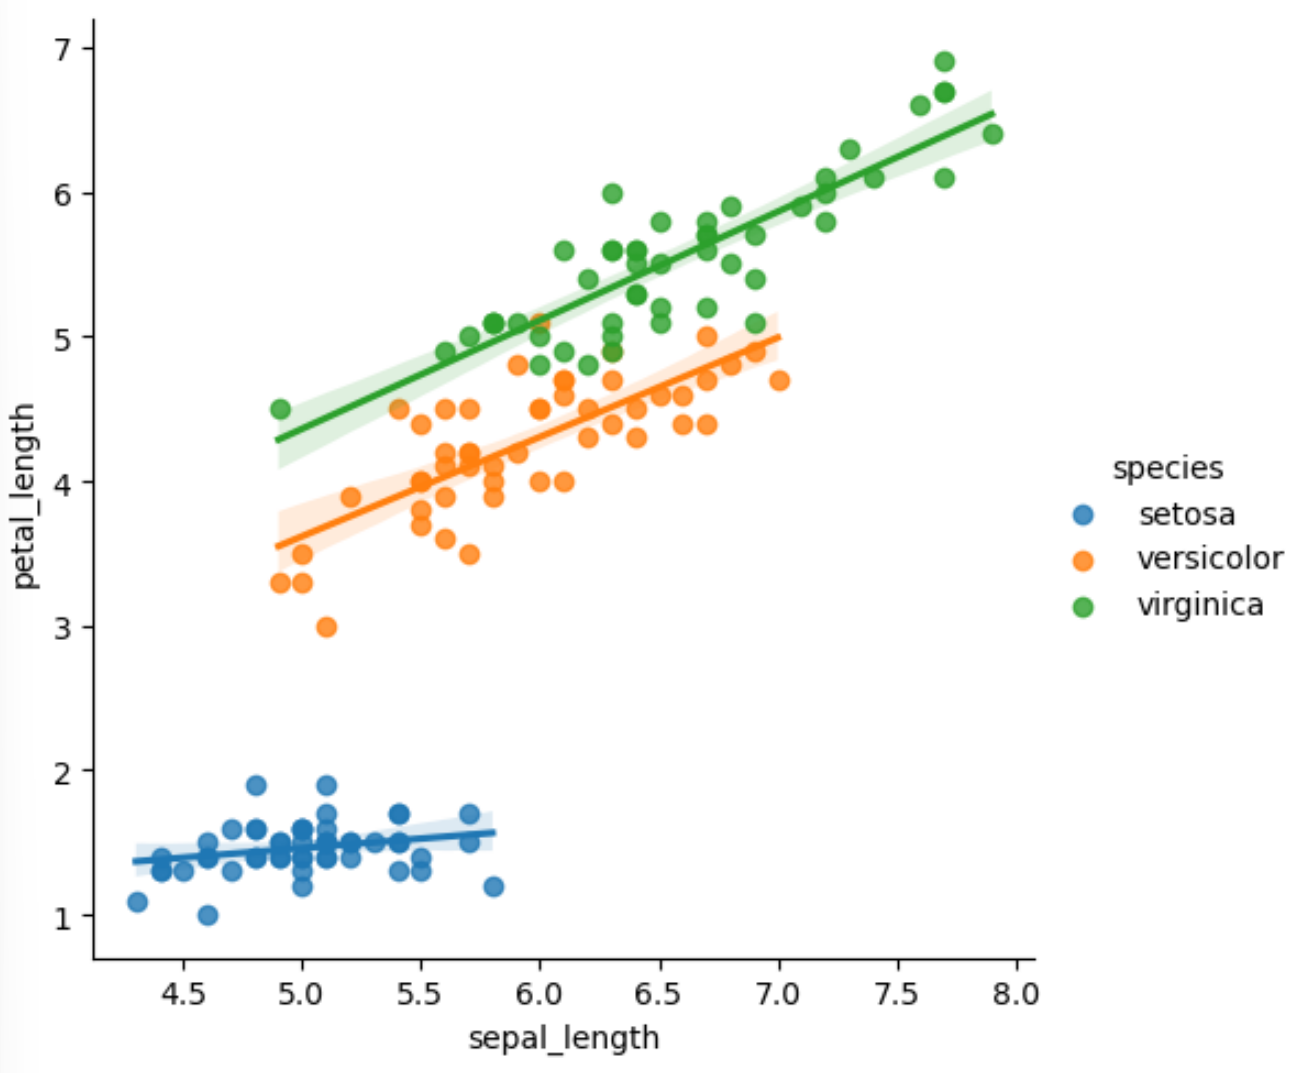 7
6
5
4
3
2
1
petal_length
4.5 5.0 5.5 6.0 6.5 7.0 7.5 8.0
sepal_length
species
setosa
versicolor
virginica